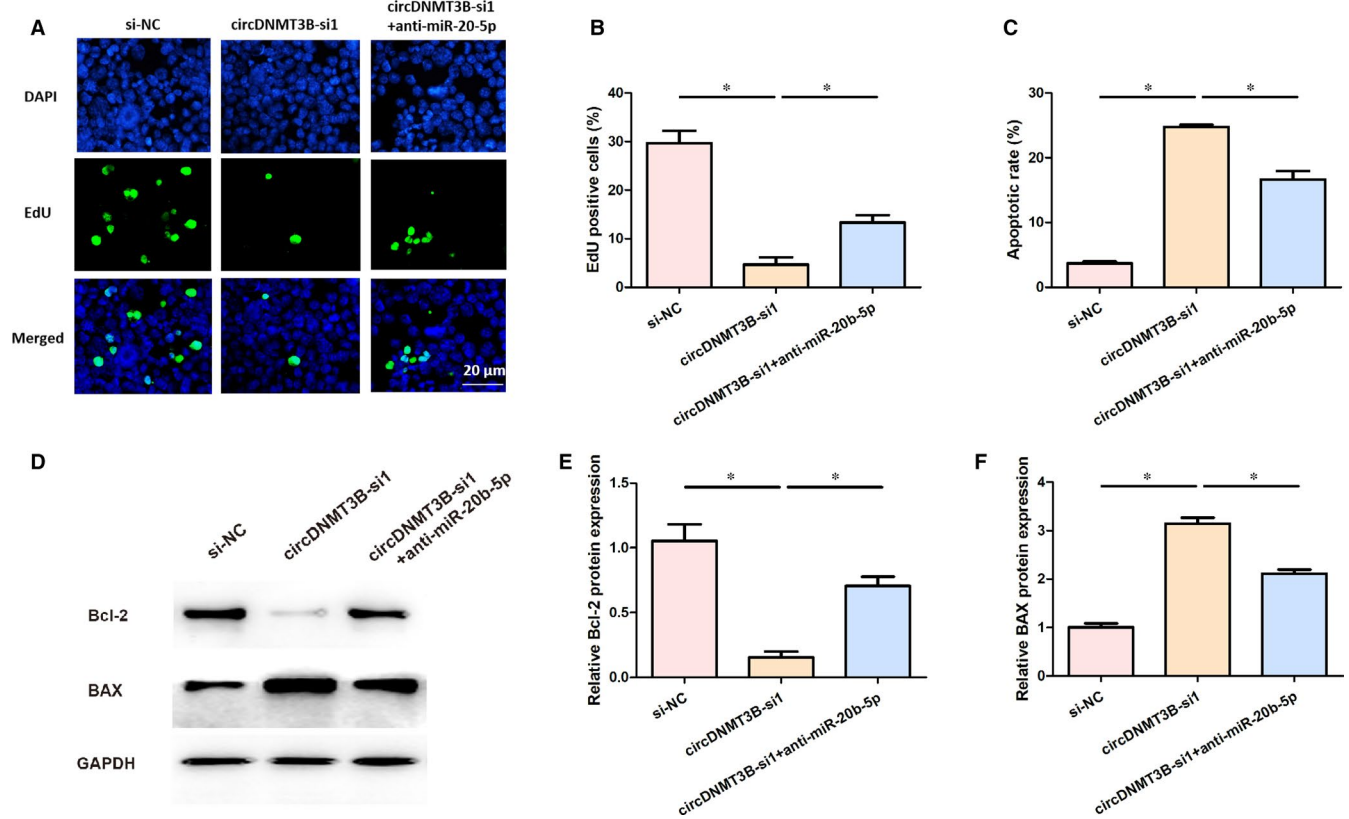 A
si-NC
circDNMT3B-si1
circDNMT3B-si1
+anti-miR-20-5p
DAPI
EdU
Merged
20 μm
B
EdU positive cells (%)
40
30
20
10
0
*
*
si-NC
circDNMT3B-si1
circDNMT3B-si1+anti-miR-20b-5p
C
Apoptotic rate (%)
30
20
10
0
*
*
si-NC
circDNMT3B-si1
circDNMT3B-si1+anti-miR-20b-5p
D
si-NC
circDNMT3B-si1
circDNMT3B-si1
+anti-miR-20b-5p
Bcl-2
BAX
GAPDH
E
Relative Bcl-2 protein expression
1.5
1.0
0.5
0.0
*
*
si-NC
circDNMT3B-si1
circDNMT3B-si1+anti-miR-20b-5p
F
Relative BAX protein expression
4
3
2
1
0
*
*
si-NC
circDNMT3B-si1
circDNMT3B-si1+anti-miR-20b-5p